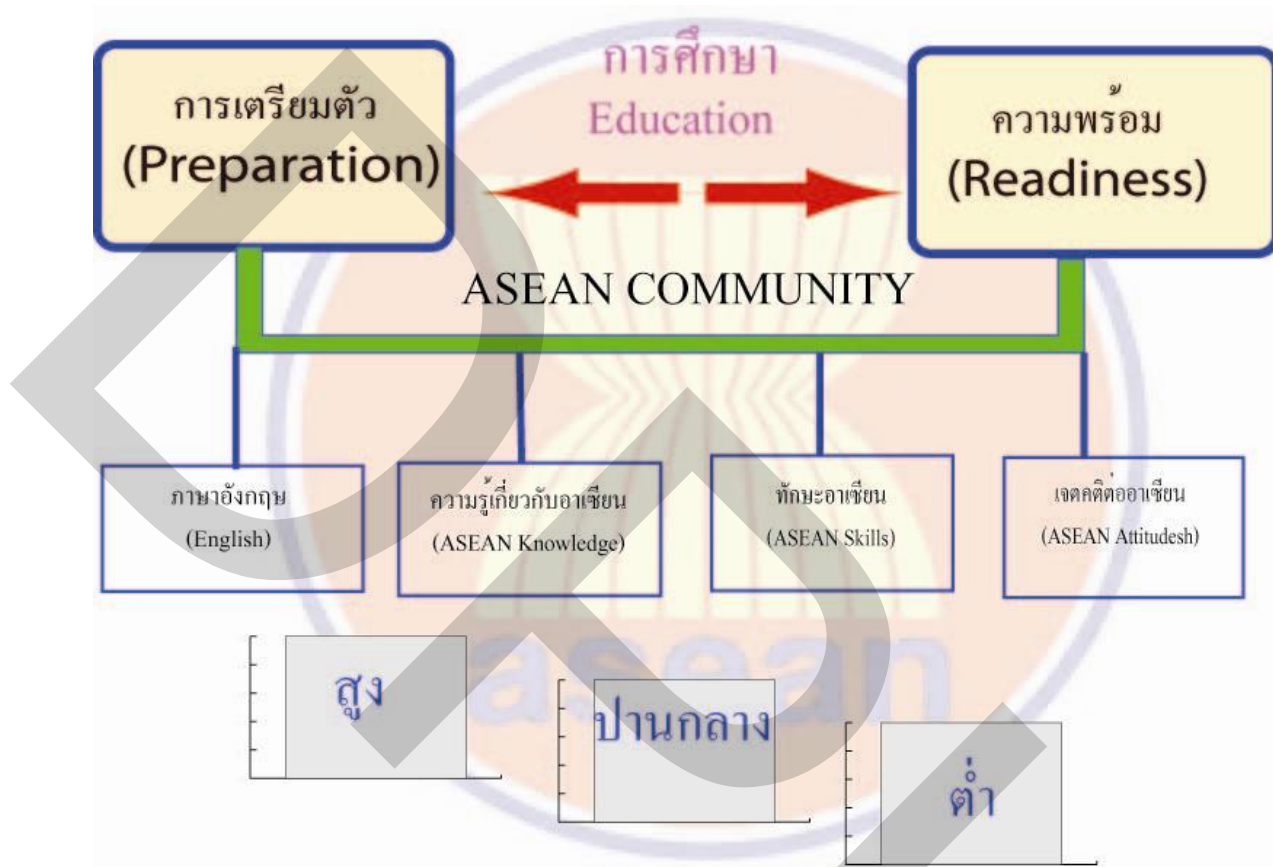 การเตรียมตัว
(Preparation)
การศึกษา
Education
ความพร้อม
(Readiness)
ASEAN COMMUNITY
ภาษาอังกฤษ
(English)
ความรู้เกี่ยวกับอาเซียน
(ASEAN Knowledge)
ทักษะอาเซียน
(ASEAN Skills)
เจตคติต่ออาเซียน
(ASEAN Attitudesh)
asean
สูง
ปานกลาง
ต่ำ